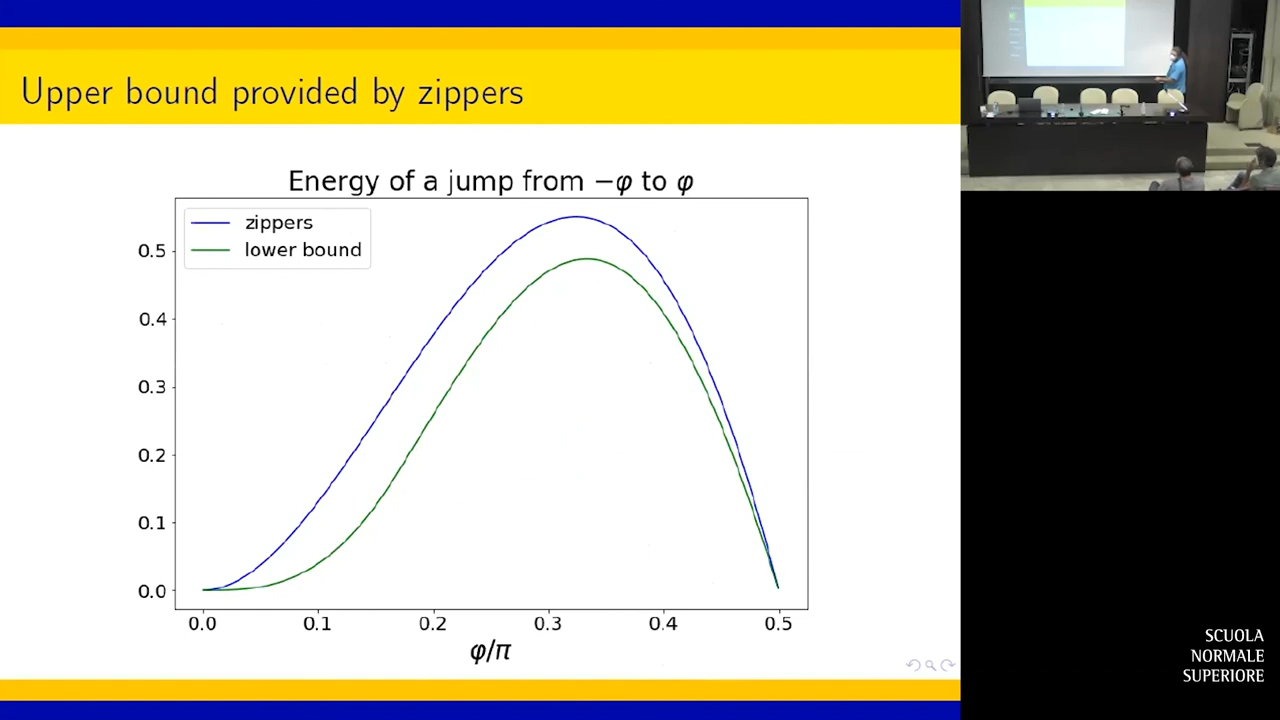 Upper bound provided by zippers
Energy of a jump from −φ to φ
zippers
lower bound
0.5
0.4
0.3
0.2
0.1
0.0
0.0 0.1 0.2 0.3 0.4 0.5
φ/π
SCUOLA
NORMALE
SUPERIORE